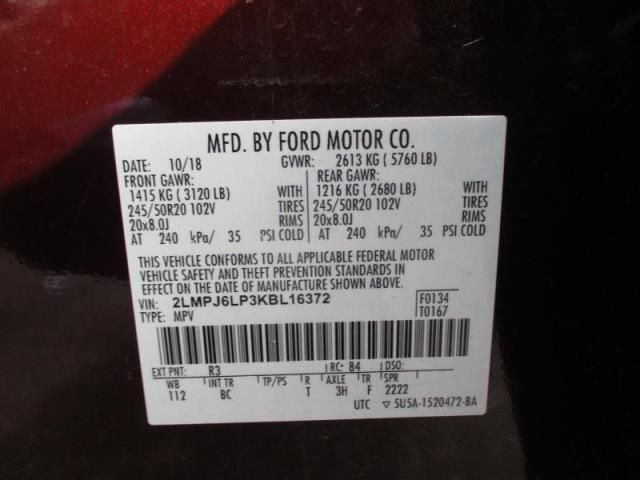 MFD. BY FORD MOTOR CO.
DATE: 10/18 GVWR: 2613 KG ( 5760 LB)
FRONT GAWR: REAR GAWR:
1415 KG ( 3120 LB) WITH 1216 KG ( 2680 LB) WITH
245/50R20 102V TIRES 245/50R20 102V TIRES
20x8.0J RIMS 20x8.0J RIMS
AT 240 kPa/ 35 PSI COLD AT 240 kPa/ 35 PSI COLD
THIS VEHICLE CONFORMS TO ALL APPLICABLE FEDERAL MOTOR
VEHICLE SAFETY AND THEFT PREVENTION STANDARDS IN
EFFECT ON THE DATE OF MANUFACTURE SHOWN ABOVE.
VIN: 2LMPJ6LP3KBL16372 F0134
TYPE: MPV T0167
EXT PNT: R3 RC: 84 DSO:
WB INT TR TP/PS R AXLE TR SPR
112 BC T 3H F 2222
UTC ▽ 5U5A-1520472-BA